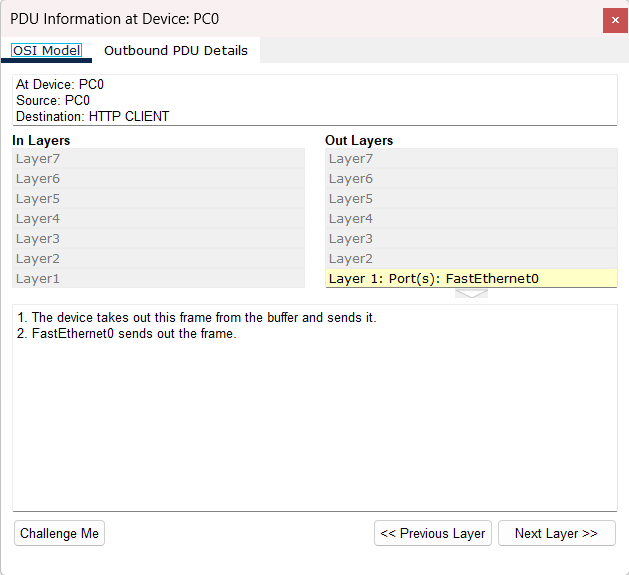 PDU Information at Device: PC0
OSI Model Outbound PDU Details
At Device: PC0
Source: PC0
Destination: HTTP CLIENT
In Layers
Layer7
Layer6
Layer5
Layer4
Layer3
Layer2
Layer1
Out Layers
Layer7
Layer6
Layer5
Layer4
Layer3
Layer2
Layer 1: Port(s): FastEthernet0
1. The device takes out this frame from the buffer and sends it.
2. FastEthernet0 sends out the frame.
Challenge Me << Previous Layer Next Layer >>